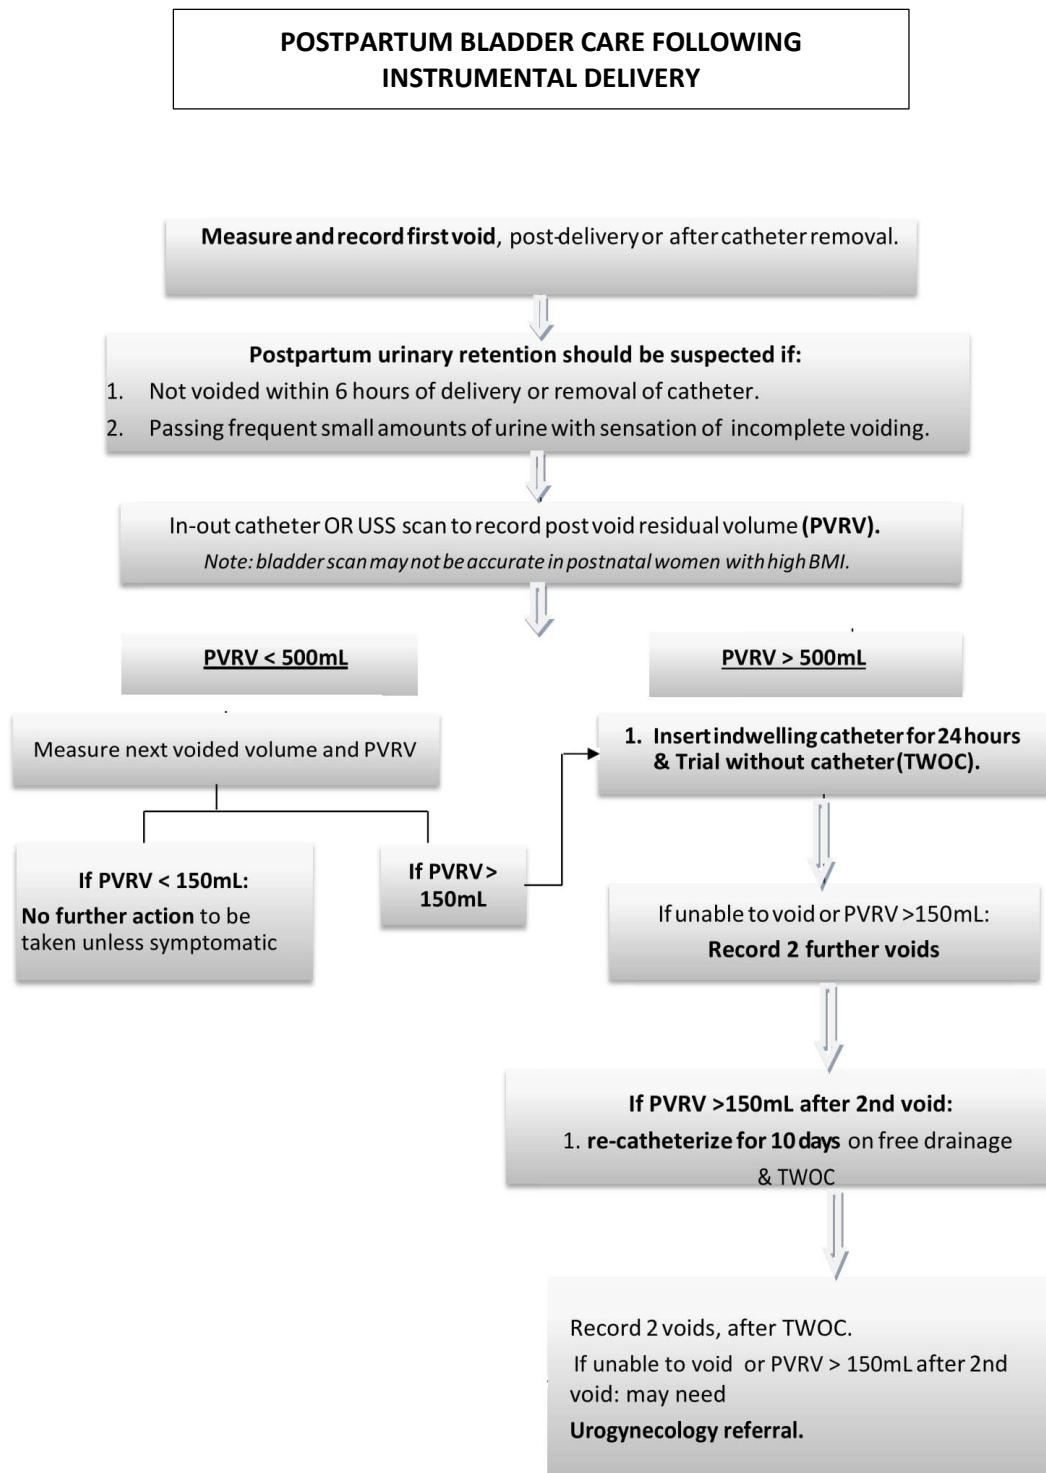 POSTPARTUM BLADDER CARE FOLLOWING
INSTRUMENTAL DELIVERY
Measure and record first void, post-delivery or after catheter removal.
Postpartum urinary retention should be suspected if:
1. Not voided within 6 hours of delivery or removal of catheter.
2. Passing frequent small amounts of urine with sensation of incomplete voiding.
In-out catheter OR USS scan to record post void residual volume (PVRV).
Note: bladder scan may not be accurate in postnatal women with high BMI.
PVRV < 500mL
Measure next voided volume and PVRV
If PVRV < 150mL:
No further action to be
taken unless symptomatic
If PVRV >
150mL
PVRV > 500mL
1. Insert indwelling catheter for 24 hours
& Trial without catheter (TWOC).
If unable to void or PVRV >150mL:
Record 2 further voids
If PVRV >150mL after 2nd void:
1. re-catheterize for 10 days on free drainage
& TWOC
Record 2 voids, after TWOC.
If unable to void or PVRV > 150mL after 2nd
void: may need
Urogynecology referral.